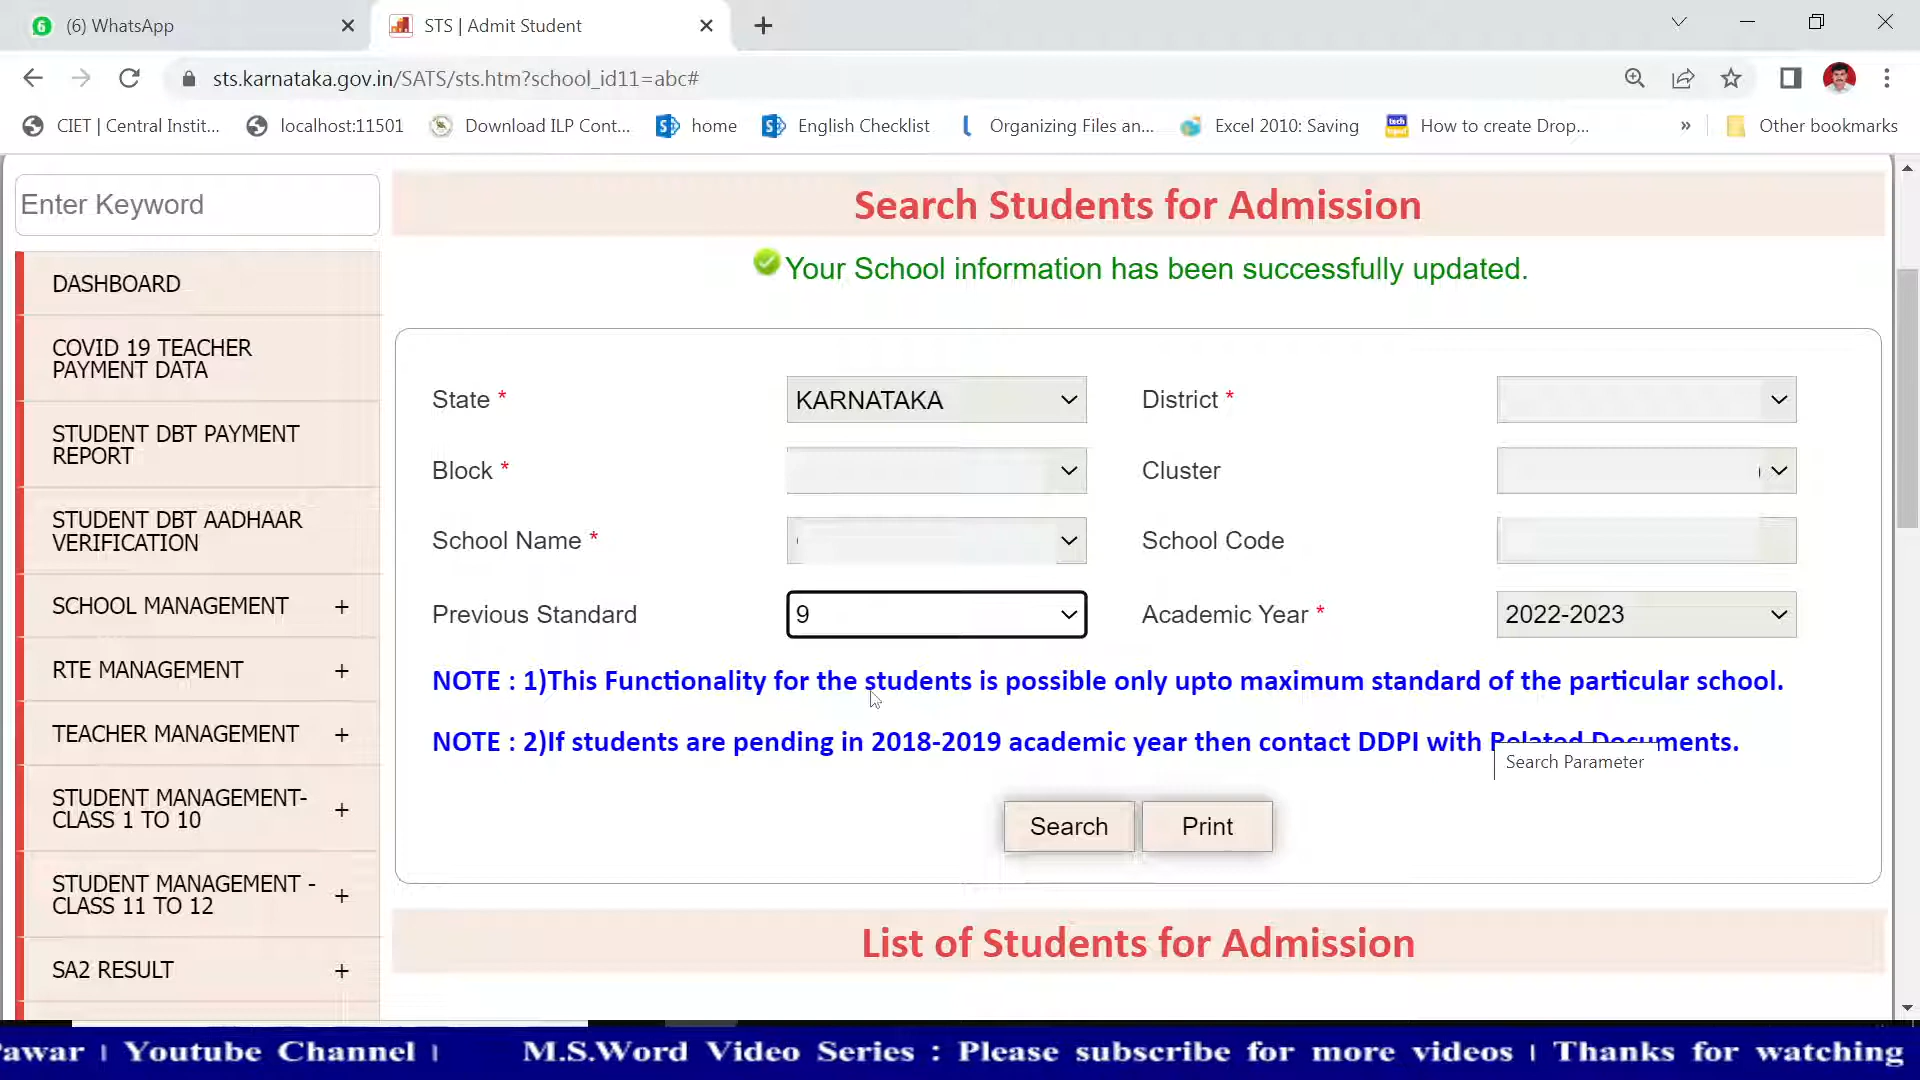 (6) WhatsApp
STS | Admit Student
sts.karnataka.gov.in/SATS/sts.htm?school_id11=abc#
CIET | Central Instit...
localhost:11501
Download ILP Cont...
home
English Checklist
Organizing Files an...
Excel 2010: Saving
How to create Drop...
»
Other bookmarks
Enter Keyword
DASHBOARD
COVID 19 TEACHER
PAYMENT DATA
STUDENT DBT PAYMENT
REPORT
STUDENT DBT AADHAAR
VERIFICATION
SCHOOL MANAGEMENT +
RTE MANAGEMENT +
TEACHER MANAGEMENT +
STUDENT MANAGEMENT-
CLASS 1 TO 10 +
STUDENT MANAGEMENT -
CLASS 11 TO 12 +
SA2 RESULT +
Search Students for Admission
Your School information has been successfully updated.
State * KARNATAKA District *
Block * Cluster
School Name * School Code
Previous Standard 9 Academic Year * 2022-2023
NOTE : 1)This Functionality for the students is possible only upto maximum standard of the particular school.
NOTE : 2)If students are pending in 2018-2019 academic year then contact DDPI with Related Documents.
Search Parameter
Search Print
List of Students for Admission
awar | Youtube Channel | M.S.Word Video Series : Please subscribe for more videos | Thanks for watching